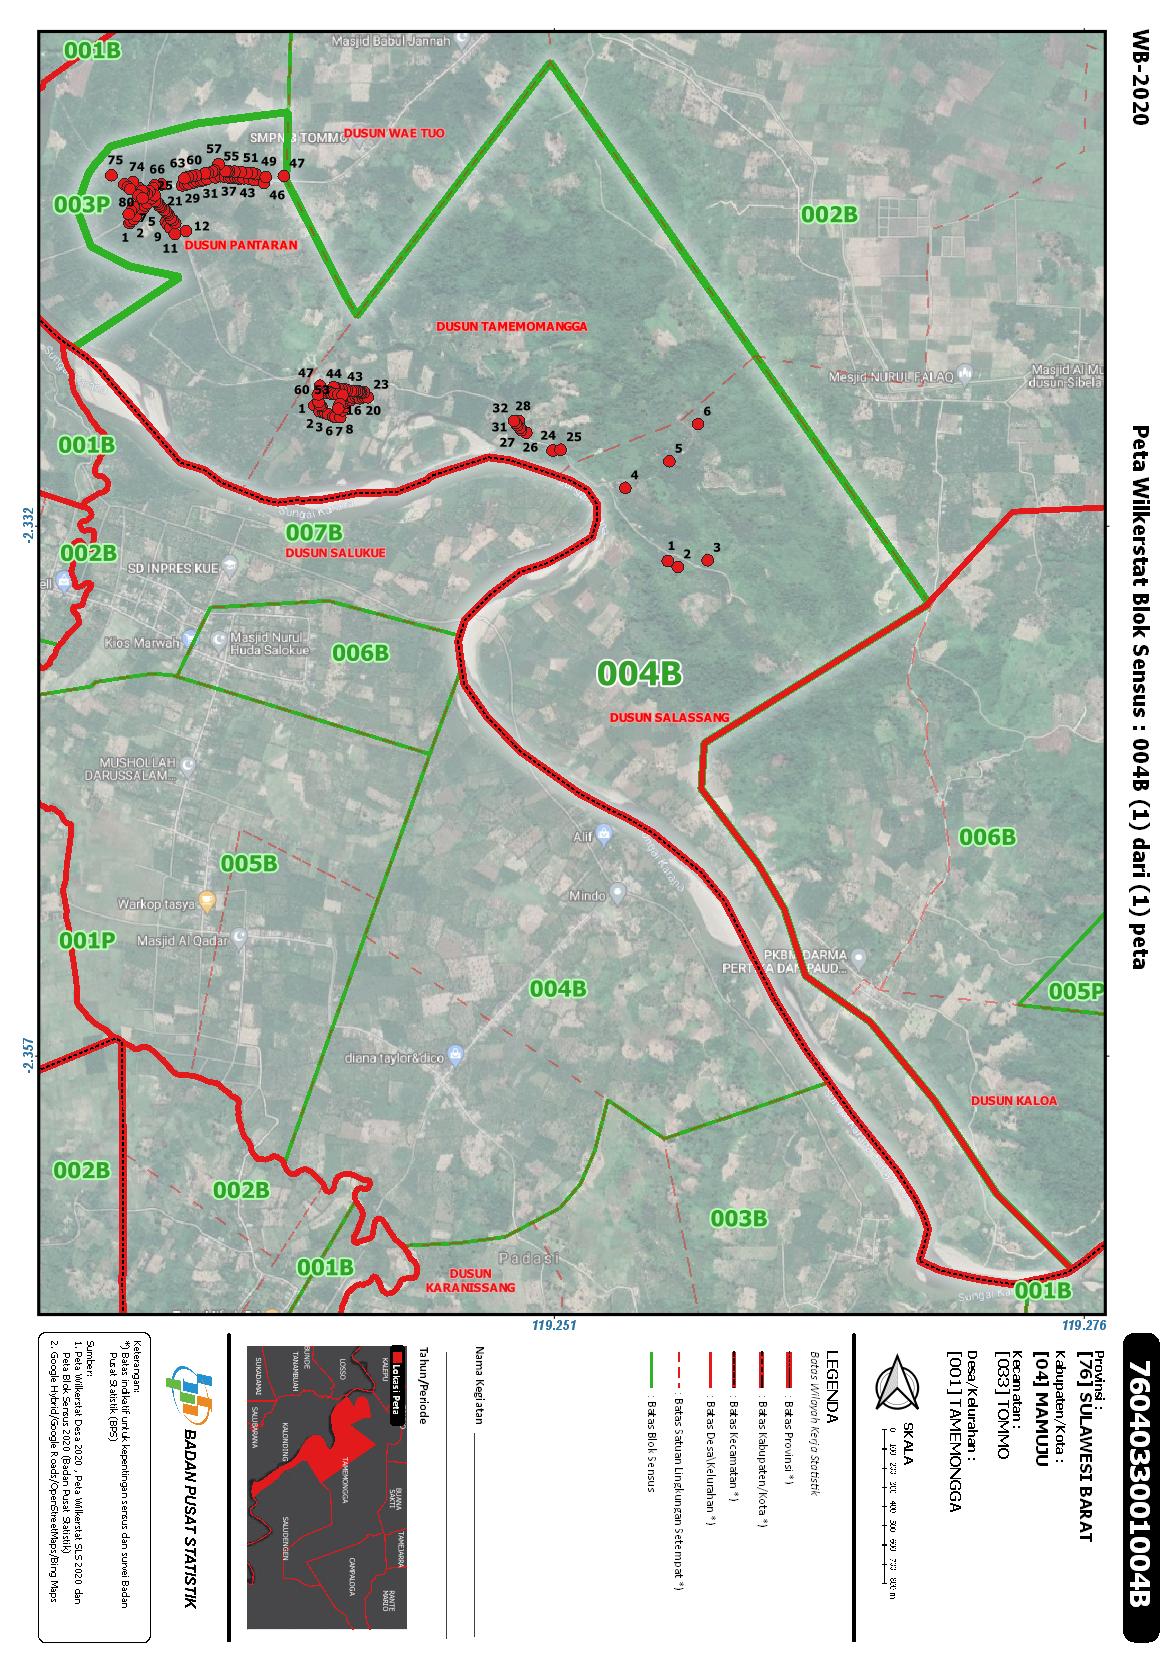 WB-2020
Peta Wilkerstat Blok Sensus : 004B (1) dari (1) peta
7604033001004B
001B
Masjid Babul Jannah
SMPN 3 TOMMO
DUSUN WAE TUO
002B
003P
DUSUN PANTARAN
75
74
66
63
60
57
55
51
49
47
46
43
37
31
29
21
25
80
7
5
1
2
9
11
12
DUSUN TAMEMOMANGGA
Mesjid NURUL FALAQ
Masjid Al Mu
dusun Sibela
47
44
43
23
60
53
1
16
20
2
3
6
7
8
32
28
31
27
26
24
25
6
5
4
1
2
3
001B
002B
007B
DUSUN SALUKUE
SD INPRES KUE
ell
Kios Marwah
Masjid Nurul
Huda Salokue
006B
004B
DUSUN SALASSANG
MUSHOLLAH
DARUSSALAM...
Alif
Sungai Karana
006B
005B
Mindo
Warkop tasya
001P
Masjid Al Qadar
PKBM DARMA
PERTIWA DAN PAUD...
004B
005P
diana taylor&dico
DUSUN KALOA
002B
002B
003B
001B
Padasi
DUSUN
KARANISSANG
001B
-2.332
-2.357
119.251
119.276
Provinsi :
[76] SULAWESI BARAT
Kabupaten/Kota :
[04] MAMUJU
Kecamatan :
[033] TOMMO
Desa/Kelurahan :
[001] TAMEMONGGA
SKALA
0 100 200 300 400 500 600 700 800 m
LEGENDA
Batas Wilayah Kerja Statistik
: Batas Provinsi *)
: Batas Kabupaten/Kota *)
: Batas Kecamatan *)
: Batas Desa\Kelurahan *)
: Batas Satuan Lingkungan Setempat *)
: Batas Blok Sensus
Nama Kegiatan
Tahun/Periode
Lokasi Peta
KALEPU
LOSSO
BUNDE
TANAMBUAH
SUKADAMAI
SALUBARANA
KALONDING
TAMEMONGGA
BUANA
SAKTI
TAMEJARRA
SALUDENGEN
CAMPALOGA
RANTE
MARIO
BADAN PUSAT STATISTIK
Keterangan:
*) Batas indikatif untuk kepentingan sensus dan survei Badan
Pusat Statistik (BPS)
Sumber:
1. Peta Wilkerstat Desa 2020 , Peta Wilkerstat SLS 2020 dan
Peta Blok Sensus 2020 (Badan Pusat Statistik)
2. Google Hybrid/Google Roads/OpenStreetMaps/Bing Maps